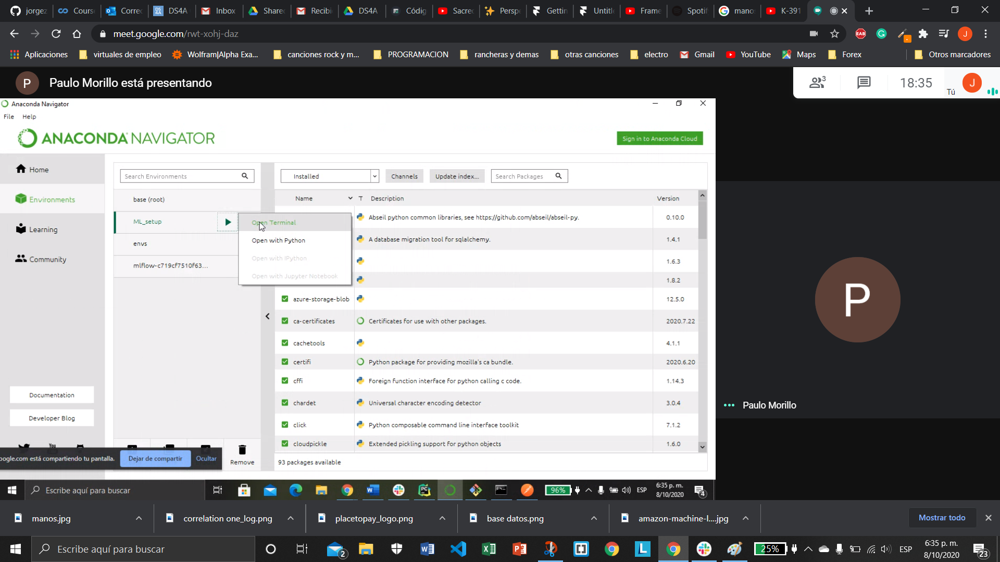 jorgez
Cours
Correc
DS4A
Inbox
Share
Recibi
DS4A
Códig
Sacre
Persp
Gettin
Untitl
Frame
Spotif
mano
K-391
meet.google.com/rwt-xohj-daz
Aplicaciones
virtuales de empleo
Wolfram|Alpha Exa...
canciones rock y m...
PROGRAMACION
rancheras y demas
otras canciones
electro
Gmail
YouTube
Maps
Forex
Otros marcadores
P Paulo Morillo está presentando
3
18:35
Tú
J
Anaconda Navigator
File Help
ANACONDA NAVIGATOR
Sign in to Anaconda Cloud
Home
Environments
Learning
Community
Documentation
Developer Blog
Search Environments
base (root)
ML_setup
envs
mlflow-c719cf7510f63...
Open Terminal
Open with Python
Open with IPython
Open with Jupyter Notebook
Installed
Channels
Update index...
Search Packages
Name T Description Version
Abseil python common libraries, see https://github.com/abseil/abseil-py. 0.10.0
A database migration tool for sqlalchemy. 1.4.1
1.6.3
1.8.2
azure-storage-blob 12.5.0
ca-certificates Certificates for use with other packages. 2020.7.22
cachetools 4.1.1
certifi Python package for providing mozilla's ca bundle. 2020.6.20
cffi Foreign function interface for python calling c code. 1.14.3
chardet Universal character encoding detector 3.0.4
click Python composable command line interface toolkit 7.1.2
cloudpickle Extended pickling support for python objects 1.6.0
93 packages available
Remove
oogle.com está compartiendo tu pantalla.
Dejar de compartir
Ocultar
P
Paulo Morillo
Escribe aquí para buscar
96%
ESP
6:35 p. m.
8/10/2020
4
manos.jpg
correlation one_log.png
placetopay_logo.png
base datos.png
amazon-machine-l....jpg
Mostrar todo
Escribe aquí para buscar
2
25%
ESP
6:35 p. m.
8/10/2020
23